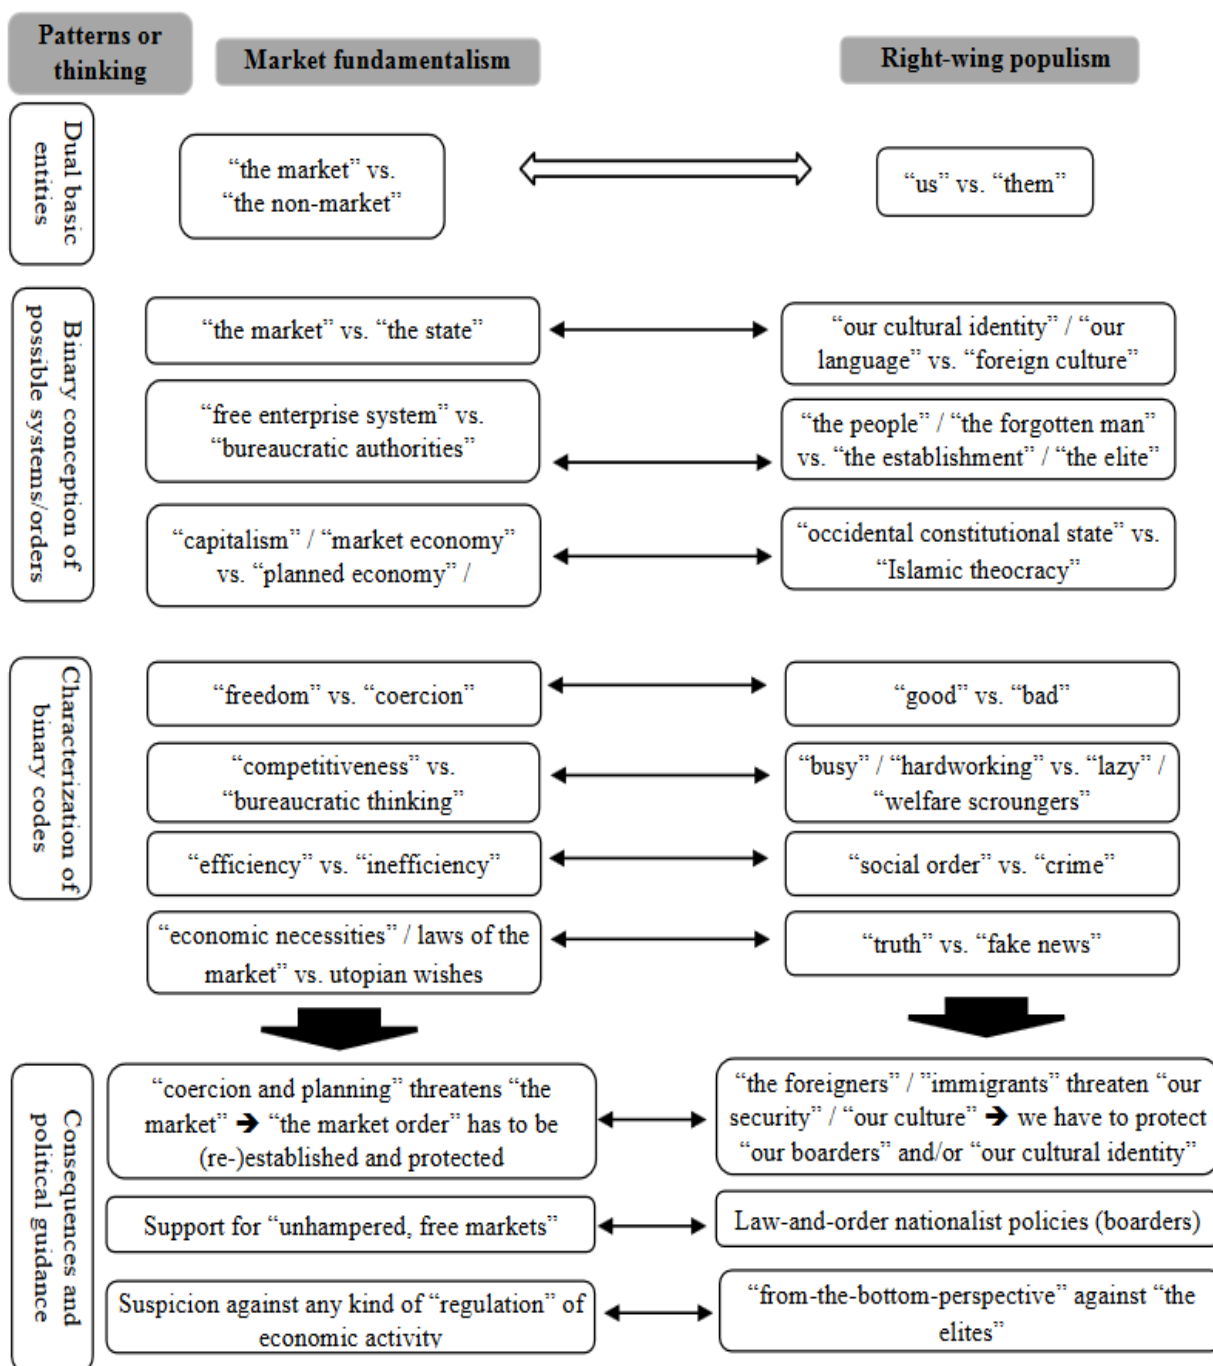 Patterns or
thinking
Market fundamentalism
Right-wing populism
Dual basic
entities
“the market” vs.
“the non-market”
“us” vs. “them”
Binary conception of
possible systems/orders
“the market” vs. “the state”
“our cultural identity” / “our
language” vs. “foreign culture”
“free enterprise system” vs.
“bureaucratic authorities”
“the people” / “the forgotten man”
vs. “the establishment” / “the elite”
“capitalism” / “market economy”
vs. “planned economy” /
“occidental constitutional state” vs.
“Islamic theocracy”
Characterization of
binary codes
“freedom” vs. “coercion”
“good” vs. “bad”
“competitiveness” vs.
“bureaucratic thinking”
“busy” / “hardworking” vs. “lazy” /
“welfare scroungers”
“efficiency” vs. “inefficiency”
“social order” vs. “crime”
“economic necessities” / laws of the
market” vs. utopian wishes
“truth” vs. “fake news”
Consequences and
political guidance
“coercion and planning” threatens “the
market” ➔ “the market order” has to be
(re-)established and protected
“the foreigners” / ”immigrants” threaten “our
security” / “our culture” ➔ we have to protect
“our boarders” and/or “our cultural identity”
Support for “unhampered, free markets”
Law-and-order nationalist policies (boarders)
Suspicion against any kind of “regulation” of
economic activity
“from-the-bottom-perspective” against “the
elites”